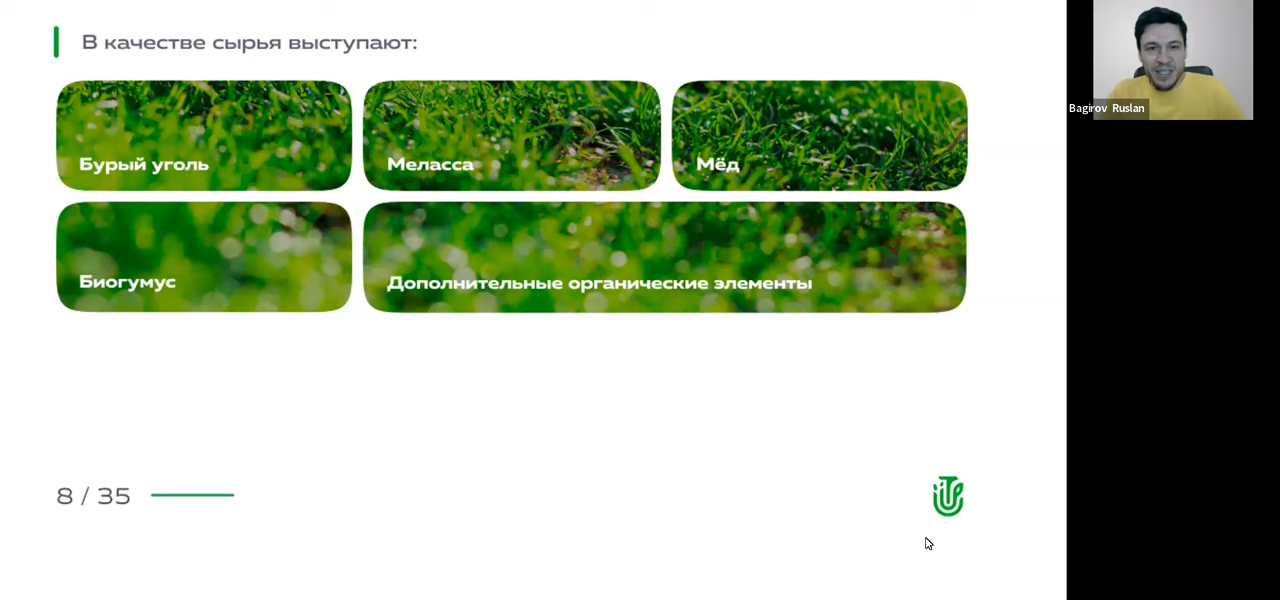 В качестве сырья выступают:
Бурый уголь
Меласса
Мёд
Биогумус
Дополнительные органические элементы
8 / 35
Bagirov Ruslan